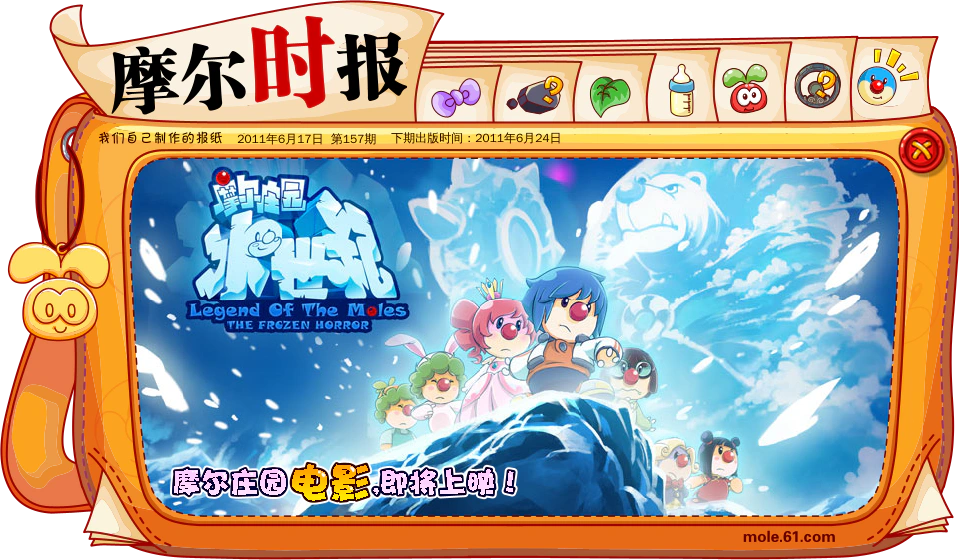 摩尔时报
我们自己制作的报纸 2011年6月17日 第157期 下期出版时间：2011年6月24日
摩尔庄园
冰世纪
Legend Of The Moles
THE FROZEN HORROR
摩尔庄园电影,即将上映！
mole.61.com